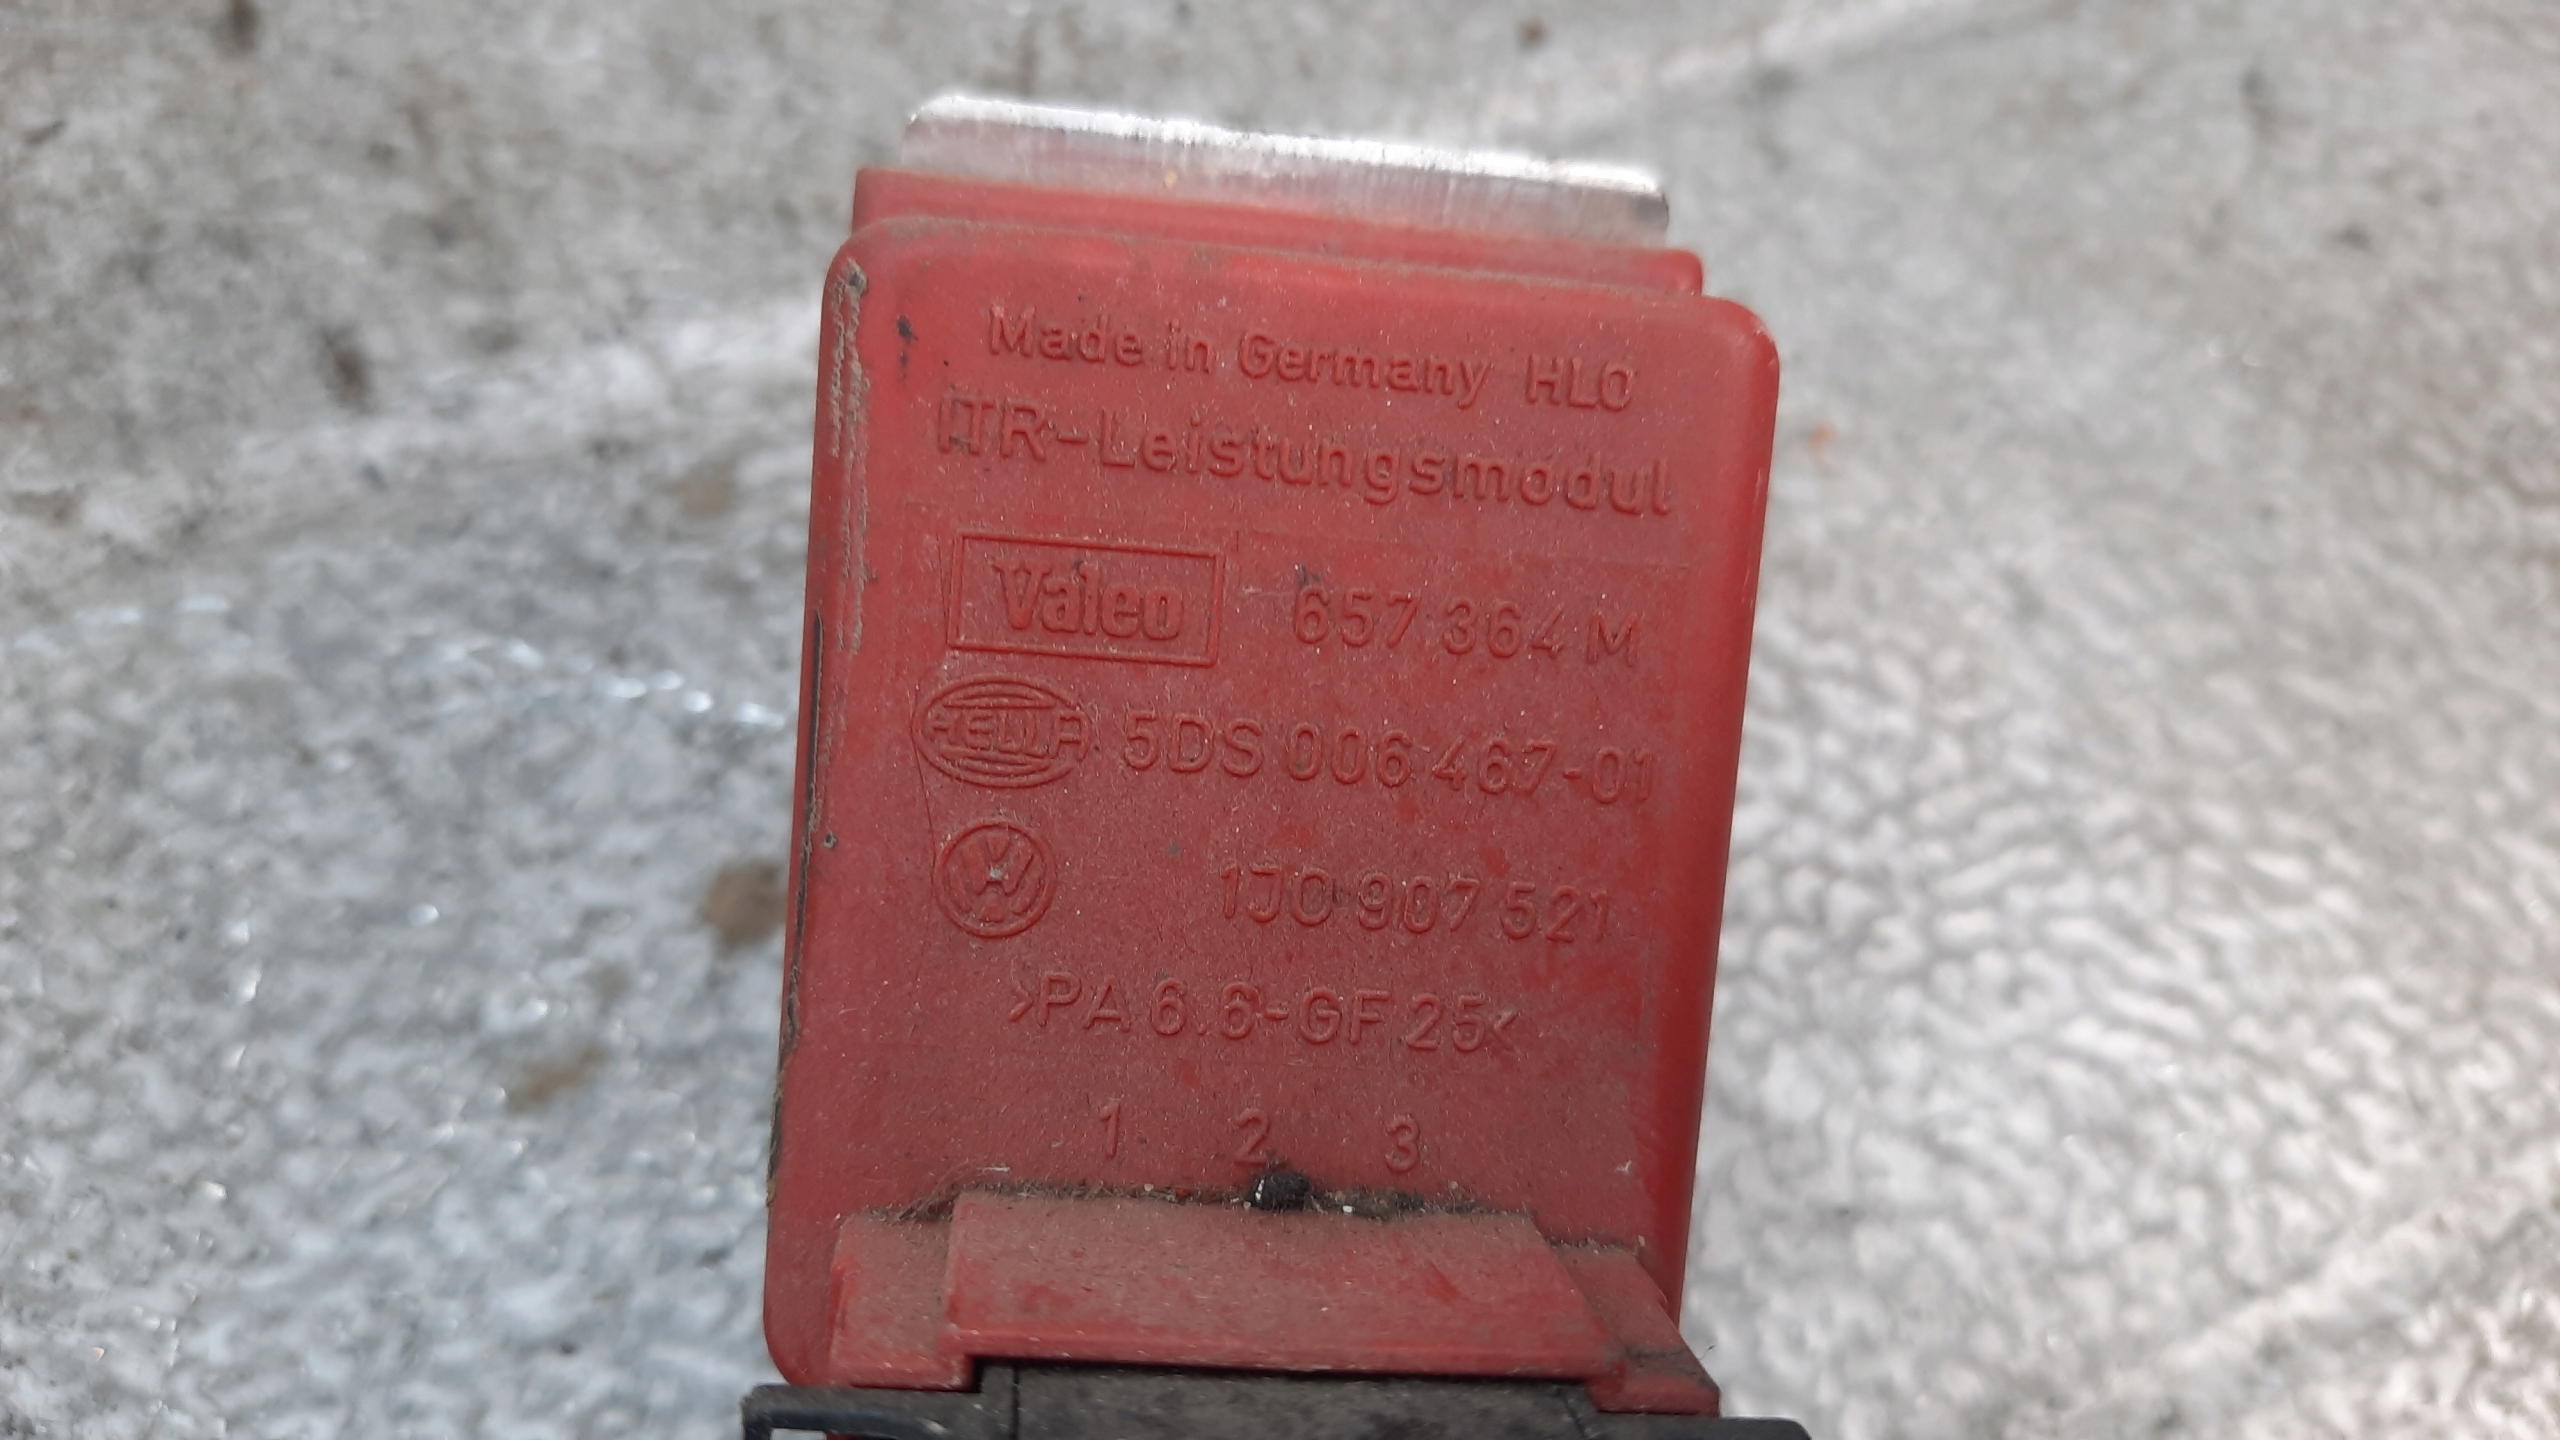 Made in Germany HLO
ITR-Leistungsmodul
Valeo 657 364 M
HELLA 5DS 006 467-01
VW 1J0 907 521
>PA 6.6-GF 25<
1 2 3